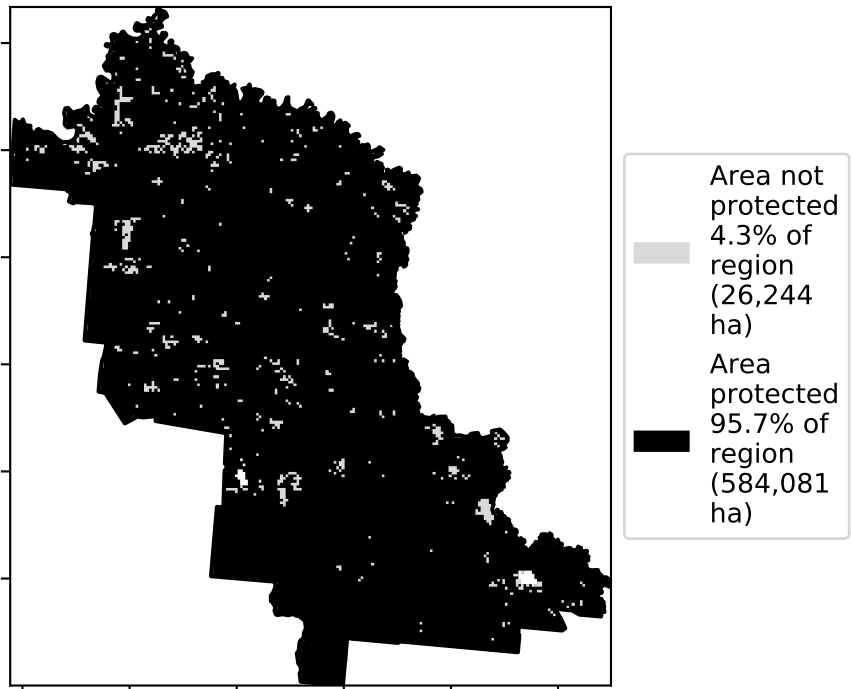 Area not
protected
4.3% of
region
(26,244
ha)
Area
protected
95.7% of
region
(584,081
ha)